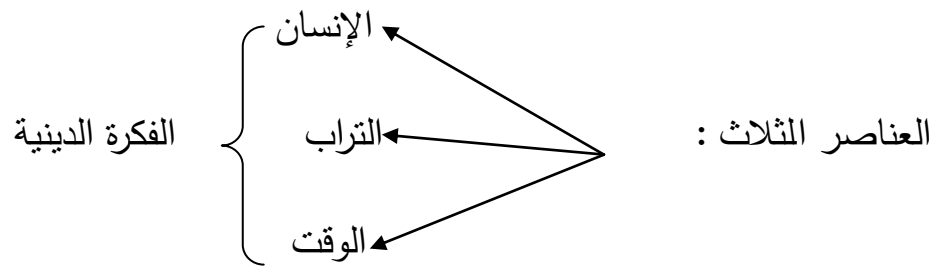 العناصر الثلاث :
الإنسان
التراب
الوقت
الفكرة الدينية